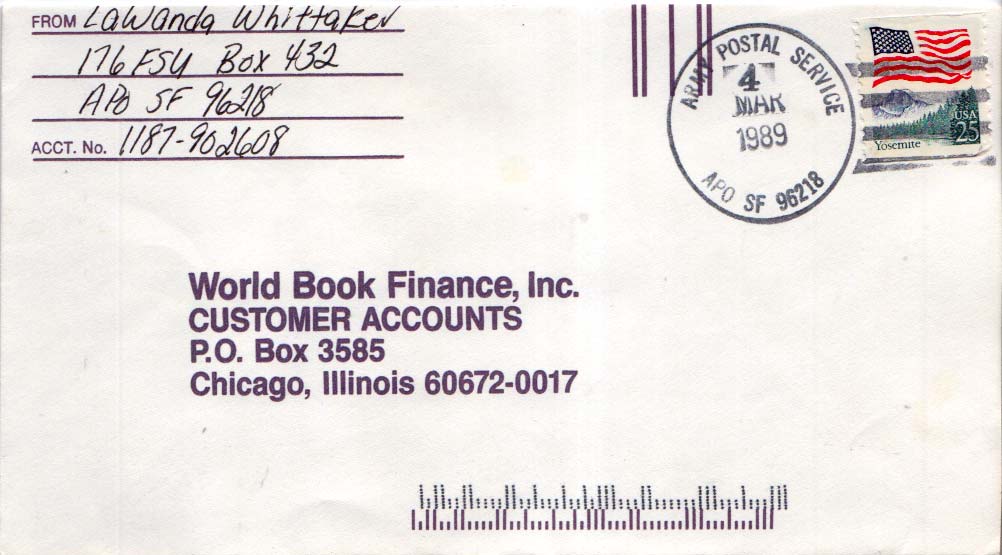 FROM LaWanda Whittaker
176 FSU Box 432
APO SF 96218
ACCT. No. 1187-902608
ARMY POSTAL SERVICE
4
MAR
1989
APO SF 96218
USA
25
Yosemite
World Book Finance, Inc.
CUSTOMER ACCOUNTS
P.O. Box 3585
Chicago, Illinois 60672-0017